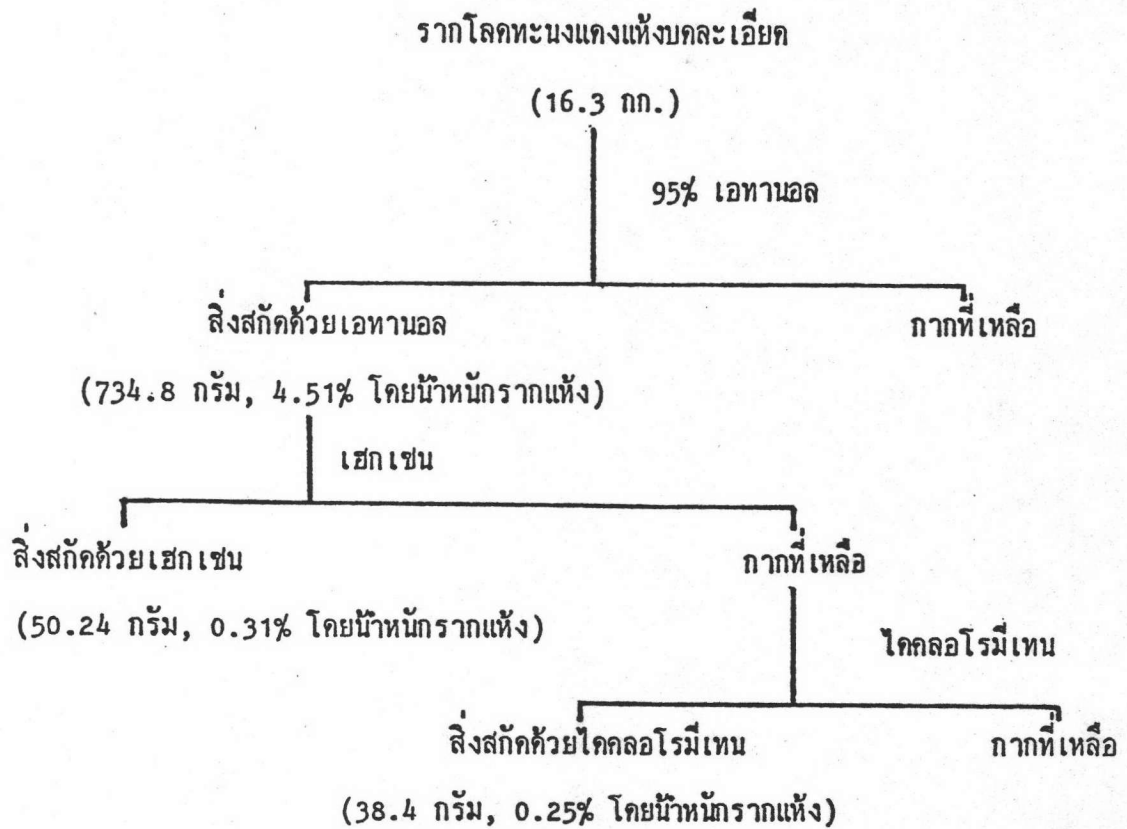 รากโลดทะนงแดงแห้งบดละเอียด
(16.3 กก.)
95% เอทานอล
สิ่งสกัดด้วยเอทานอล
กากที่เหลือ
(734.8 กรัม, 4.51% โดยน้ำหนักรากแห้ง)
เฮกเซน
สิ่งสกัดด้วยเฮกเซน
กากที่เหลือ
(50.24 กรัม, 0.31% โดยน้ำหนักรากแห้ง)
ไดคลอโรมีเทน
สิ่งสกัดด้วยไดคลอโรมีเทน
กากที่เหลือ
(38.4 กรัม, 0.25% โดยน้ำหนักรากแห้ง)